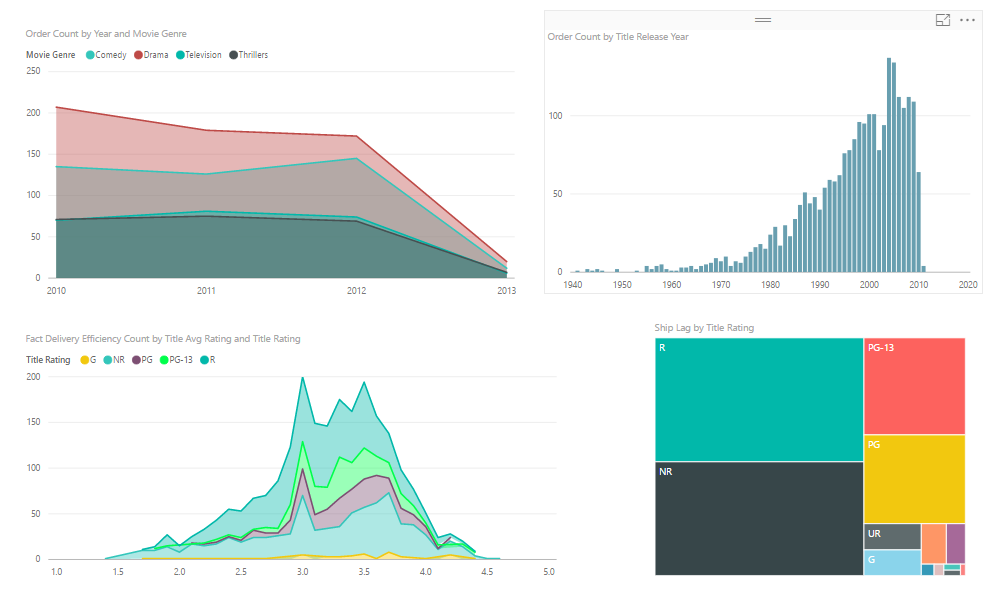 Order Count by Year and Movie Genre
Movie Genre Comedy Drama Television Thrillers
250
200
150
100
50
0
2010 2011 2012 2013
Order Count by Title Release Year
100
50
0
1940 1950 1960 1970 1980 1990 2000 2010 2020
Fact Delivery Efficiency Count by Title Avg Rating and Title Rating
Title Rating G NR PG PG-13 R
200
150
100
50
0
1.0 1.5 2.0 2.5 3.0 3.5 4.0 4.5 5.0
Ship Lag by Title Rating
R
PG-13
PG
NR
UR
G